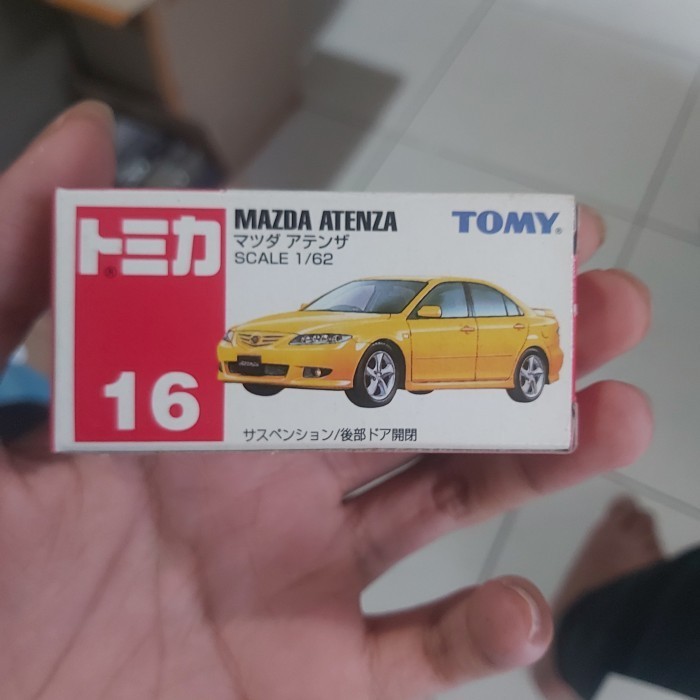 トミカ®
16
MAZDA ATENZA
マツダ アテンザ
SCALE 1/62
TOMY®
サスペンション/後部ドア開閉